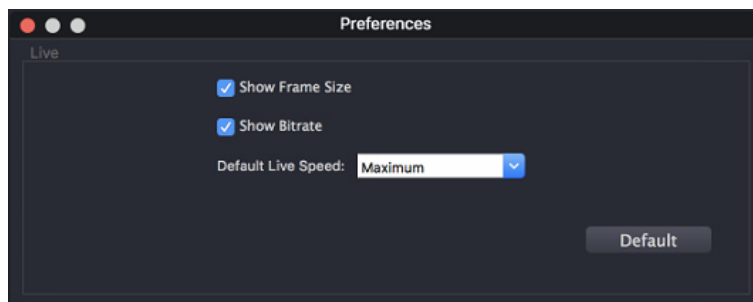 Preferences
Live
Show Frame Size
Show Bitrate
Default Live Speed: Maximum
Default